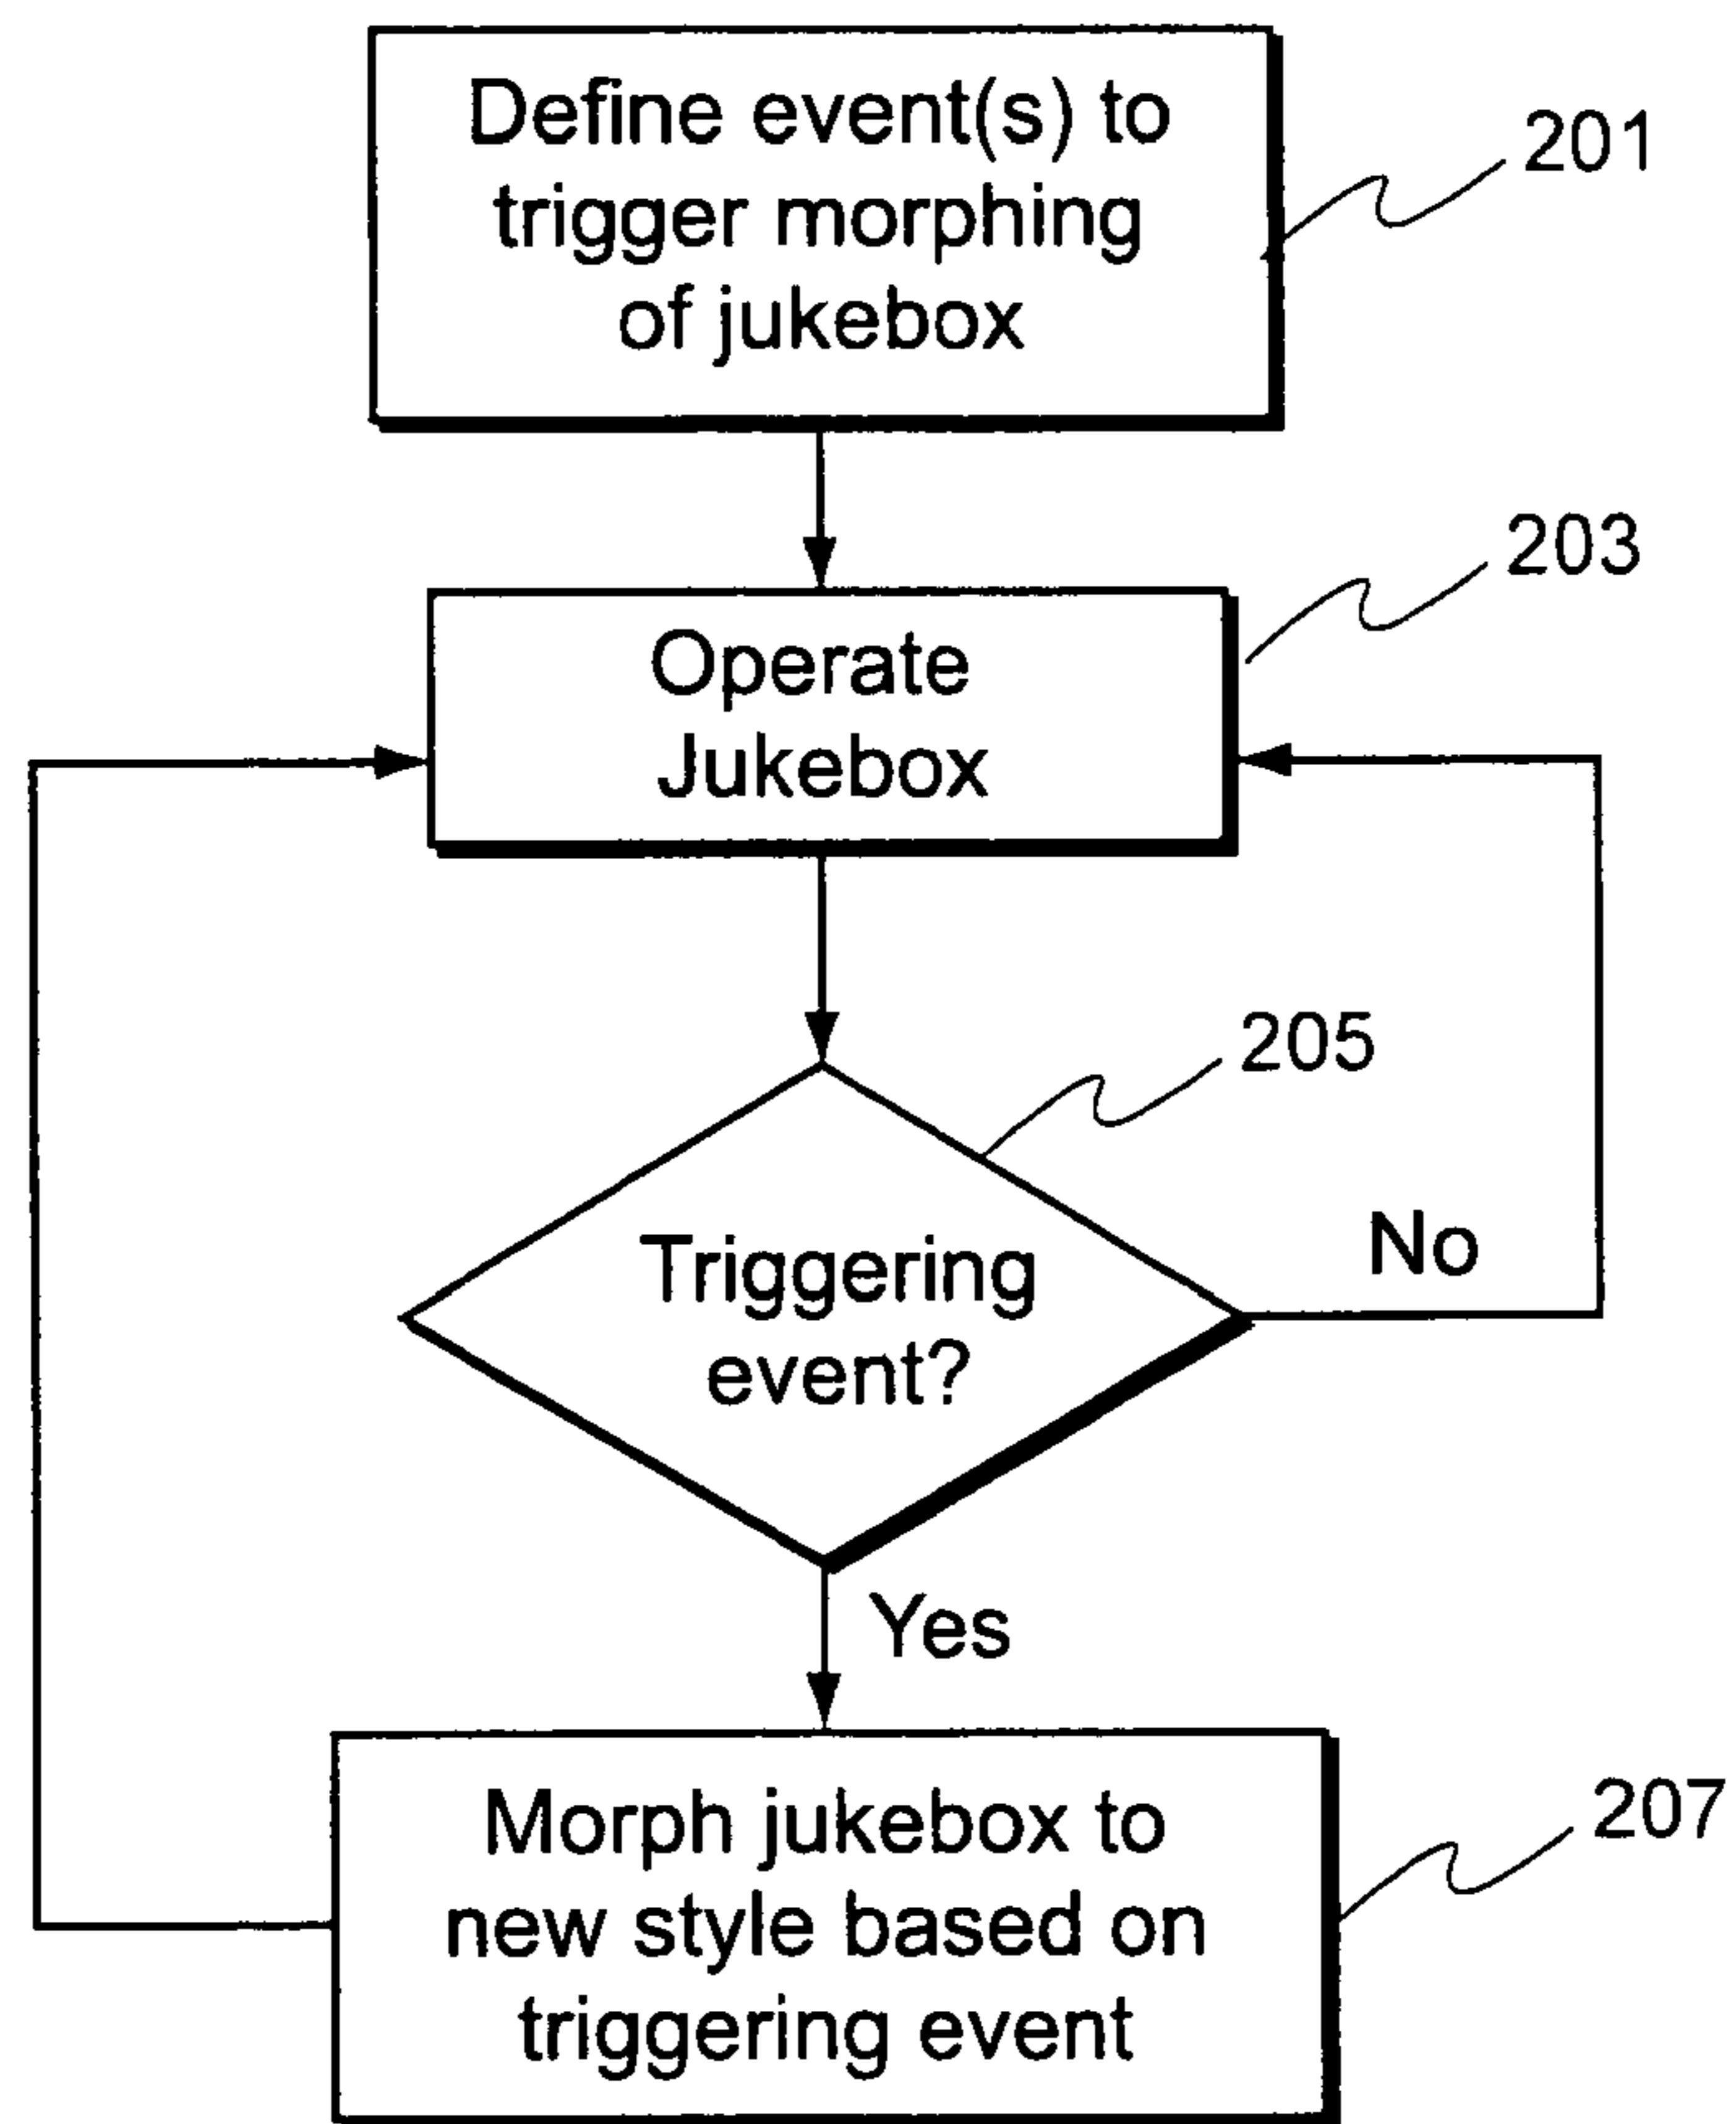 Define event(s) to
trigger morphing
of jukebox
201
Operate
Jukebox
203
Triggering
event?
205
No
Yes
Morph jukebox to
new style based on
triggering event
207